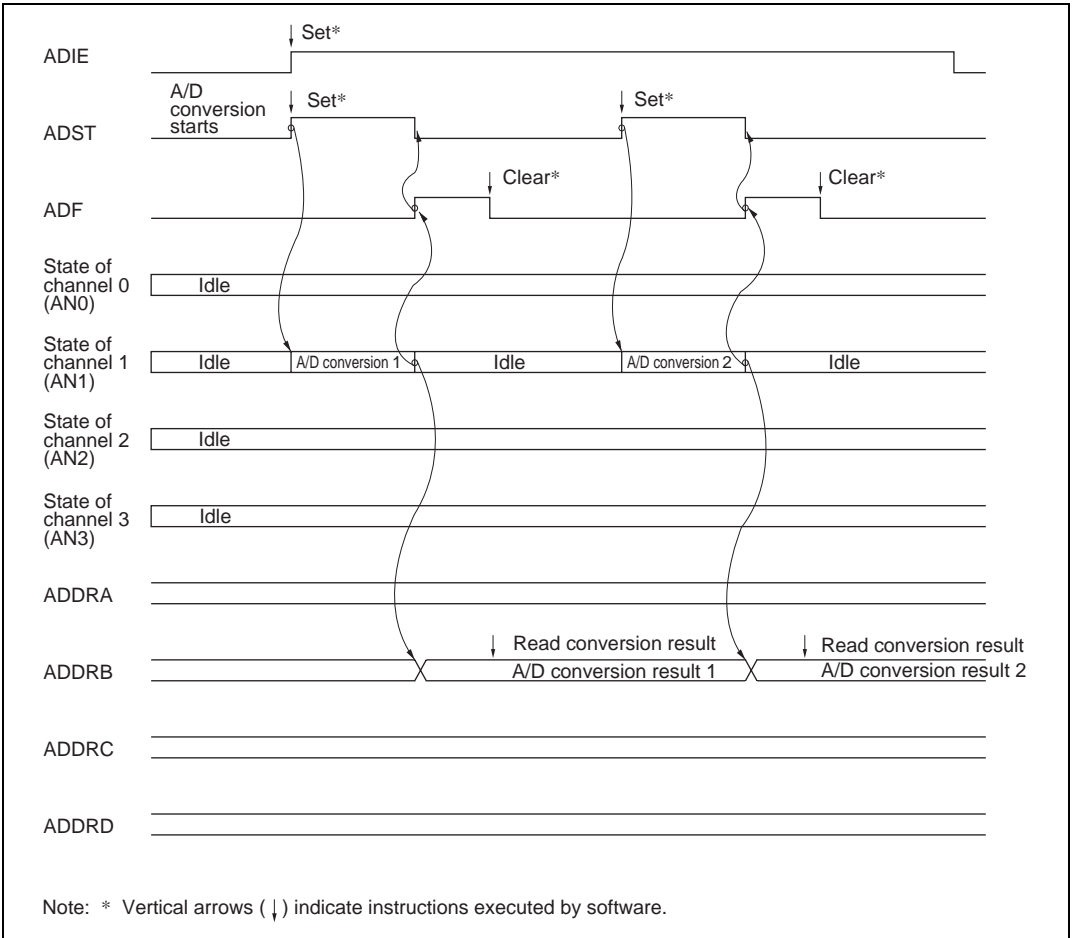 Set*
ADIE
A/D
conversion
starts
Set*
Set*
ADST
Clear*
Clear*
ADF
State of
channel 0
(AN0)
Idle
State of
channel 1
(AN1)
Idle
A/D conversion 1
Idle
A/D conversion 2
Idle
State of
channel 2
(AN2)
Idle
State of
channel 3
(AN3)
Idle
ADDRA
Read conversion result
Read conversion result
ADDRB
A/D conversion result 1
A/D conversion result 2
ADDRC
ADDRD
Note: * Vertical arrows (↓) indicate instructions executed by software.